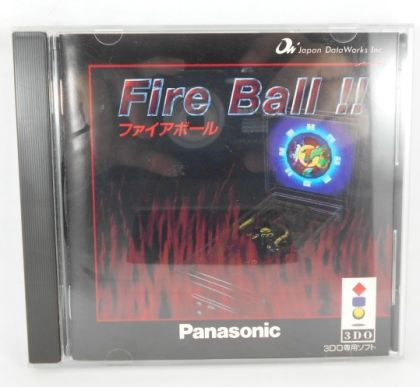 Japan DataWorks Inc.
Fire Ball !!
ファイアボール
Panasonic
3DO
3DO専用ソフト